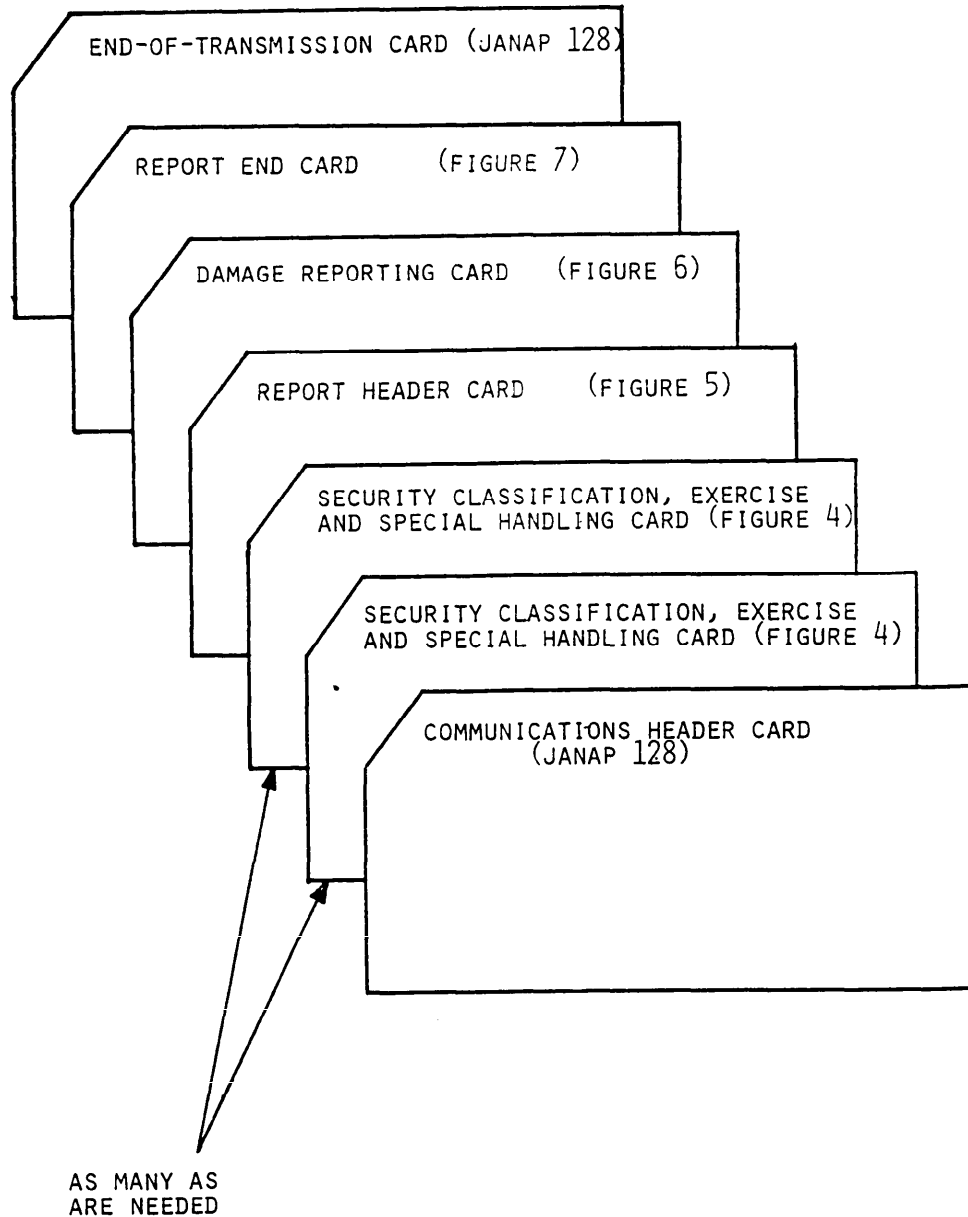 END-OF-TRANSMISSION CARD (JANAP 128)
REPORT END CARD (FIGURE 7)
DAMAGE REPORTING CARD (FIGURE 6)
REPORT HEADER CARD (FIGURE 5)
SECURITY CLASSIFICATION, EXERCISE
AND SPECIAL HANDLING CARD (FIGURE 4)
SECURITY CLASSIFICATION, EXERCISE
AND SPECIAL HANDLING CARD (FIGURE 4)
COMMUNICATIONS HEADER CARD
(JANAP 128)
AS MANY AS
ARE NEEDED